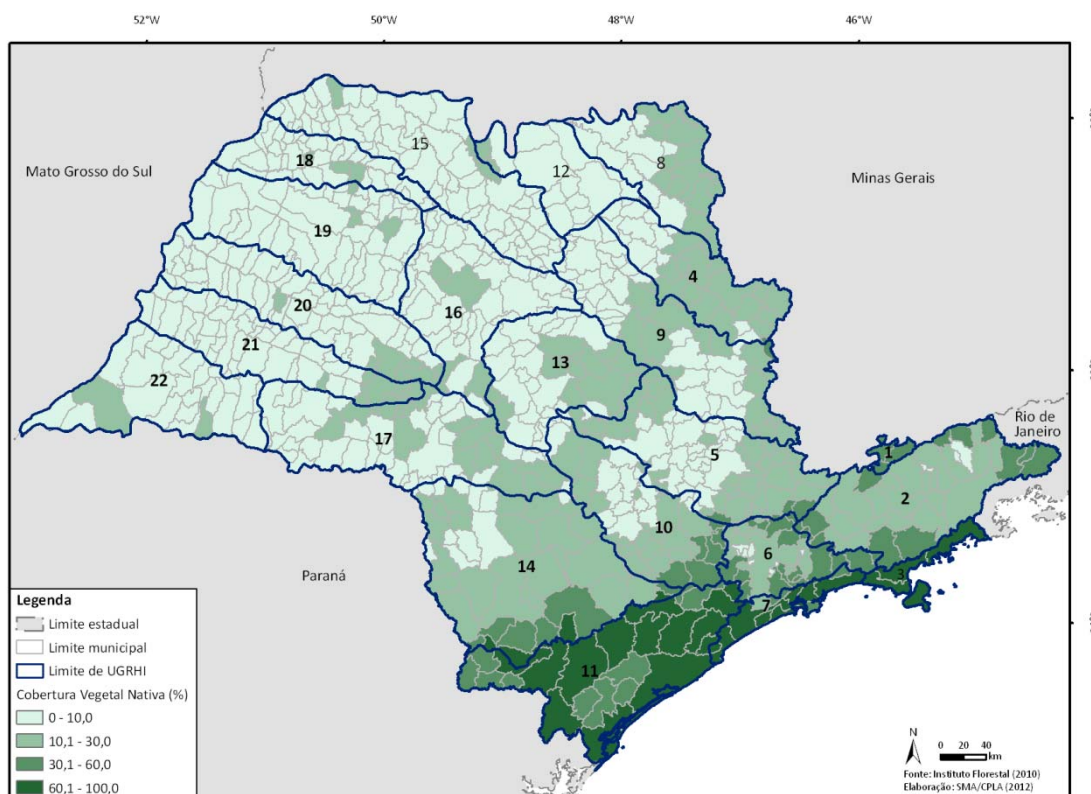 52°W 50°W 48°W 46°W
Mato Grosso do Sul
Minas Gerais
Rio de
Janeiro
Paraná
15
18
12
8
19
4
20
16
9
21
13
22
17
5
1
2
10
6
14
3
7
11
Legenda
Limite estadual
Limite municipal
Limite de UGRHI
Cobertura Vegetal Nativa (%)
0 - 10,0
10,1 - 30,0
30,1 - 60,0
60,1 - 100,0
N
0 20 40
km
Fonte: Instituto Florestal (2010)
Elaboração: SMA/CPLA (2012)